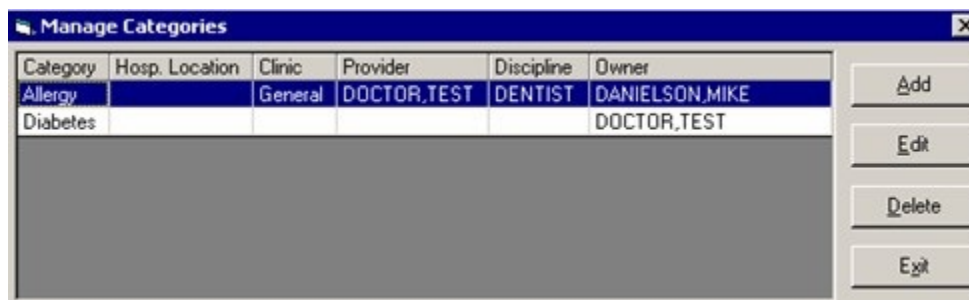 Manage Categories
Category Hosp. Location Clinic Provider Discipline Owner
Allergy General DOCTOR,TEST DENTIST DANIELSON,MIKE
Diabetes DOCTOR,TEST
Add
Edit
Delete
Exit